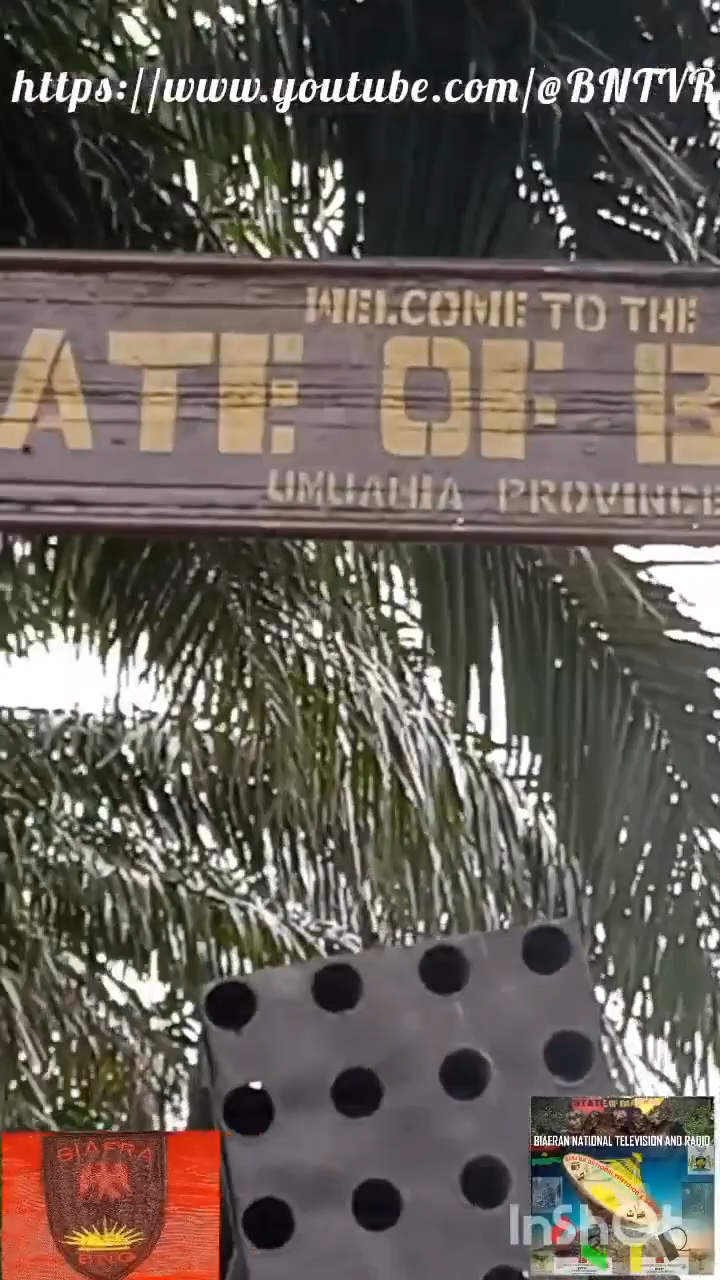 https://www.youtube.com/@BNTVR
WELCOME TO THE
ATE OF B
UMUAHIA PROVINCE
BIAFRA
BNG
BIAFRAN NATIONAL TELEVISION AND RADIO
InShOt